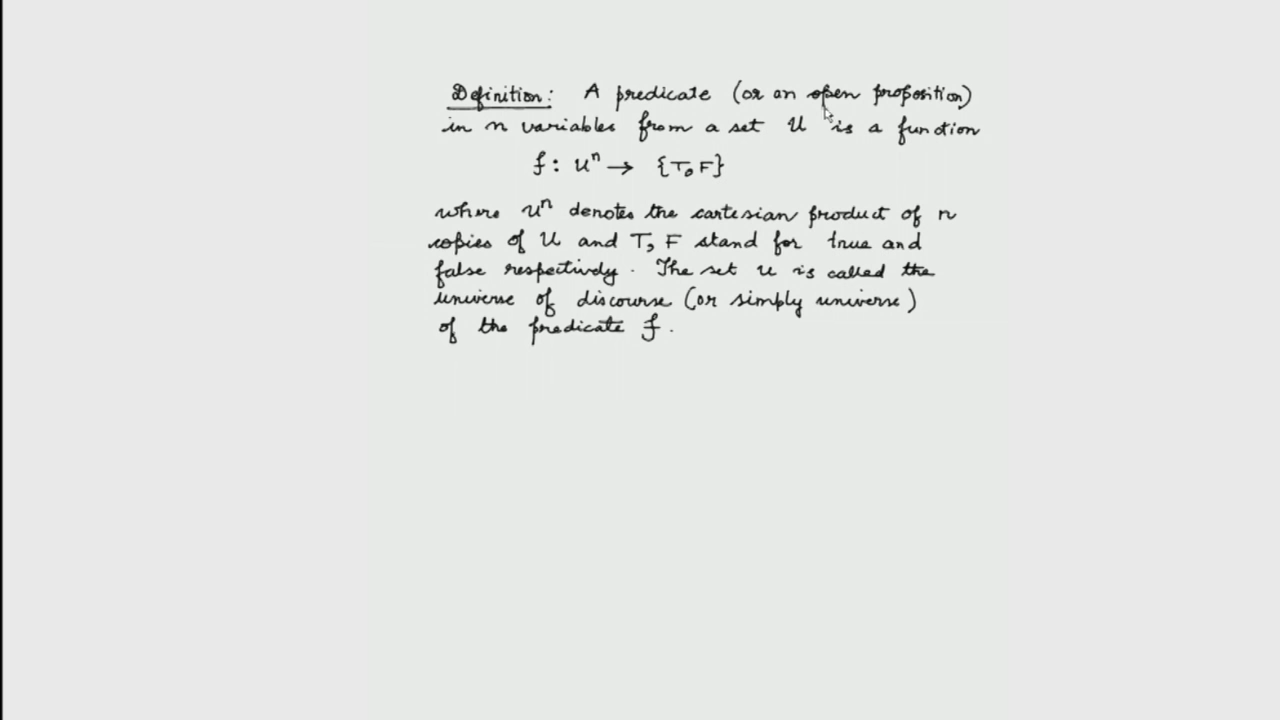 Definition: A predicate (or an open proposition)
in n variables from a set U is a function
f: Uⁿ → {T, F}
where Uⁿ denotes the cartesian product of n
copies of U and T, F stand for true and
false respectively. The set U is called the
universe of discourse (or simply universe)
of the predicate f.